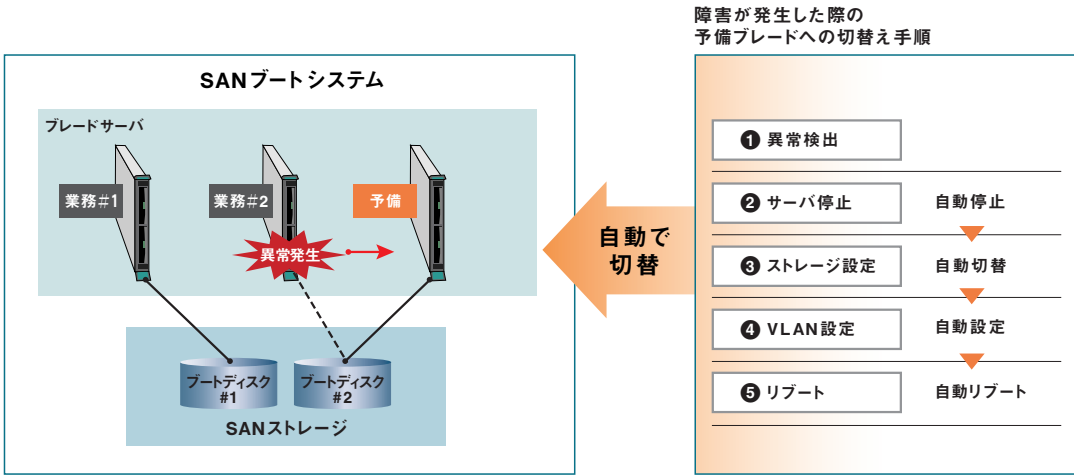 障害が発生した際の
予備ブレードへの切替え手順
SANブートシステム
ブレードサーバ
業務#1
業務#2
予備
異常発生
ブートディスク
#1
ブートディスク
#2
SANストレージ
自動で
切替
❶ 異常検出
❷ サーバ停止
自動停止
❸ ストレージ設定
自動切替
❹ VLAN設定
自動設定
❺ リブート
自動リブート